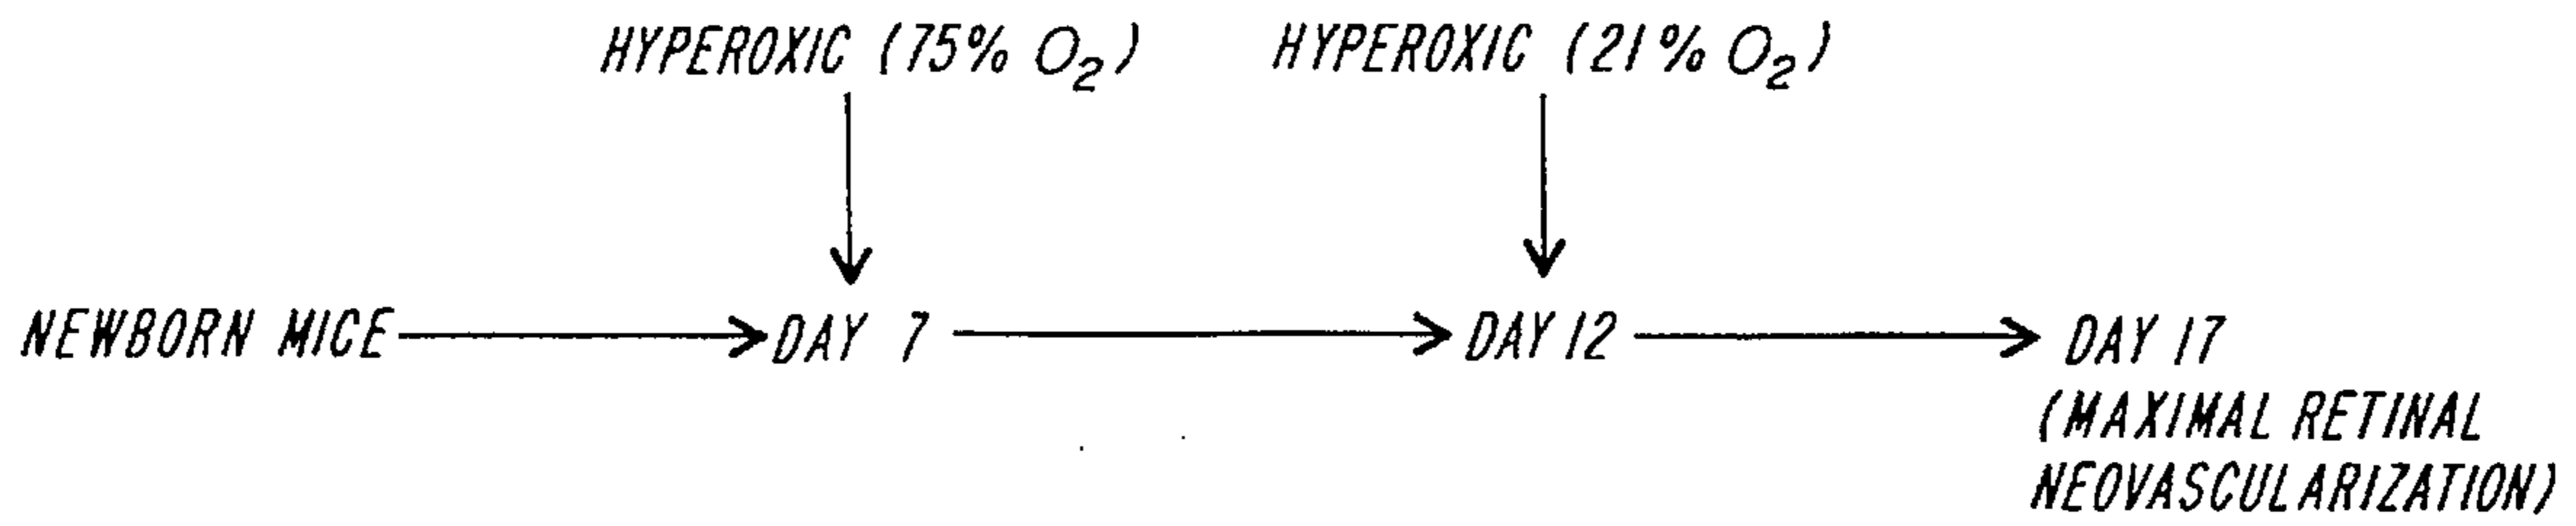 HYPEROXIC (75% O₂) HYPEROXIC (21% O₂)
NEWBORN MICE DAY 7 DAY 12 DAY 17
(MAXIMAL RETINAL
NEOVASCULARIZATION)